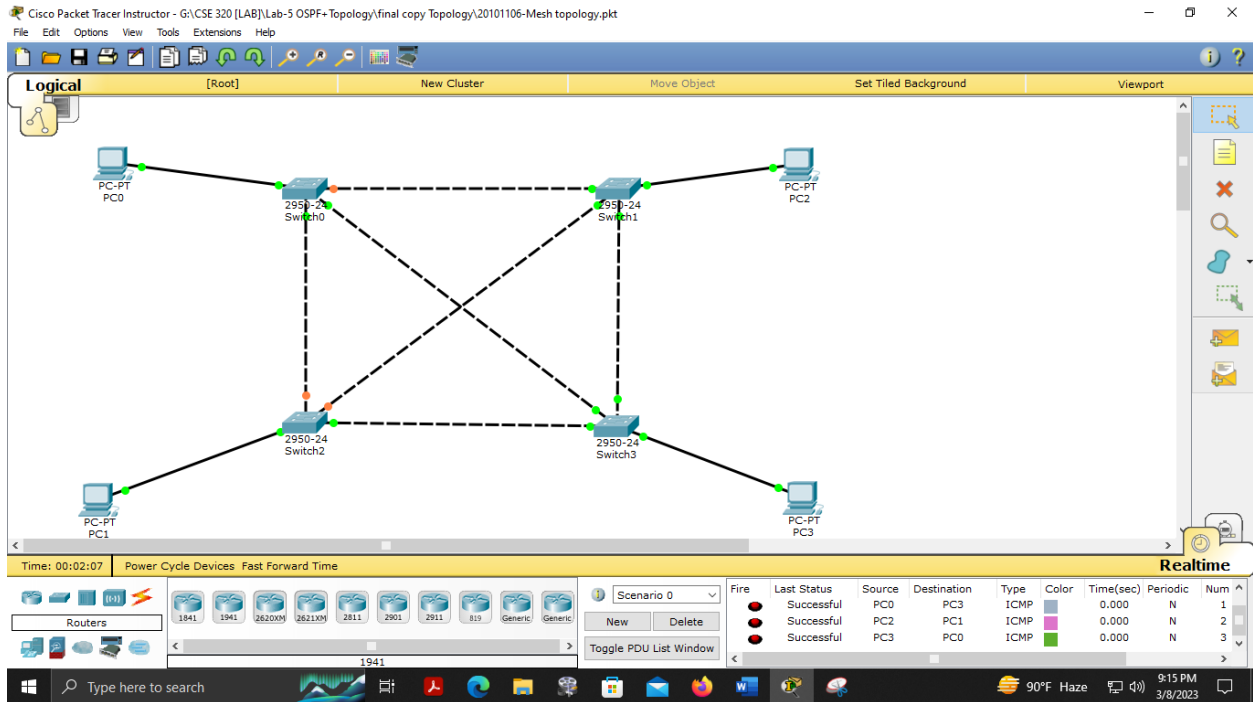 Cisco Packet Tracer Instructor - G:\CSE 320 [LAB]\Lab-5 OSPF+Topology\final copy Topology\20101106-Mesh topology.pkt
File Edit Options View Tools Extensions Help
Logical [Root] New Cluster Move Object Set Tiled Background Viewport
PC-PT
PC0
2950-24
Switch0
2950-24
Switch1
PC-PT
PC2
2950-24
Switch2
2950-24
Switch3
PC-PT
PC1
PC-PT
PC3
Time: 00:02:07 Power Cycle Devices Fast Forward Time Realtime
Routers
1841 1941 2620XM 2621XM 2811 2901 2911 819 Generic Generic
1941
Scenario 0
New Delete
Toggle PDU List Window
Fire Last Status Source Destination Type Color Time(sec) Periodic Num
Successful PC0 PC3 ICMP 0.000 N 1
Successful PC2 PC1 ICMP 0.000 N 2
Successful PC3 PC0 ICMP 0.000 N 3
Type here to search
90°F Haze
9:15 PM
3/8/2023